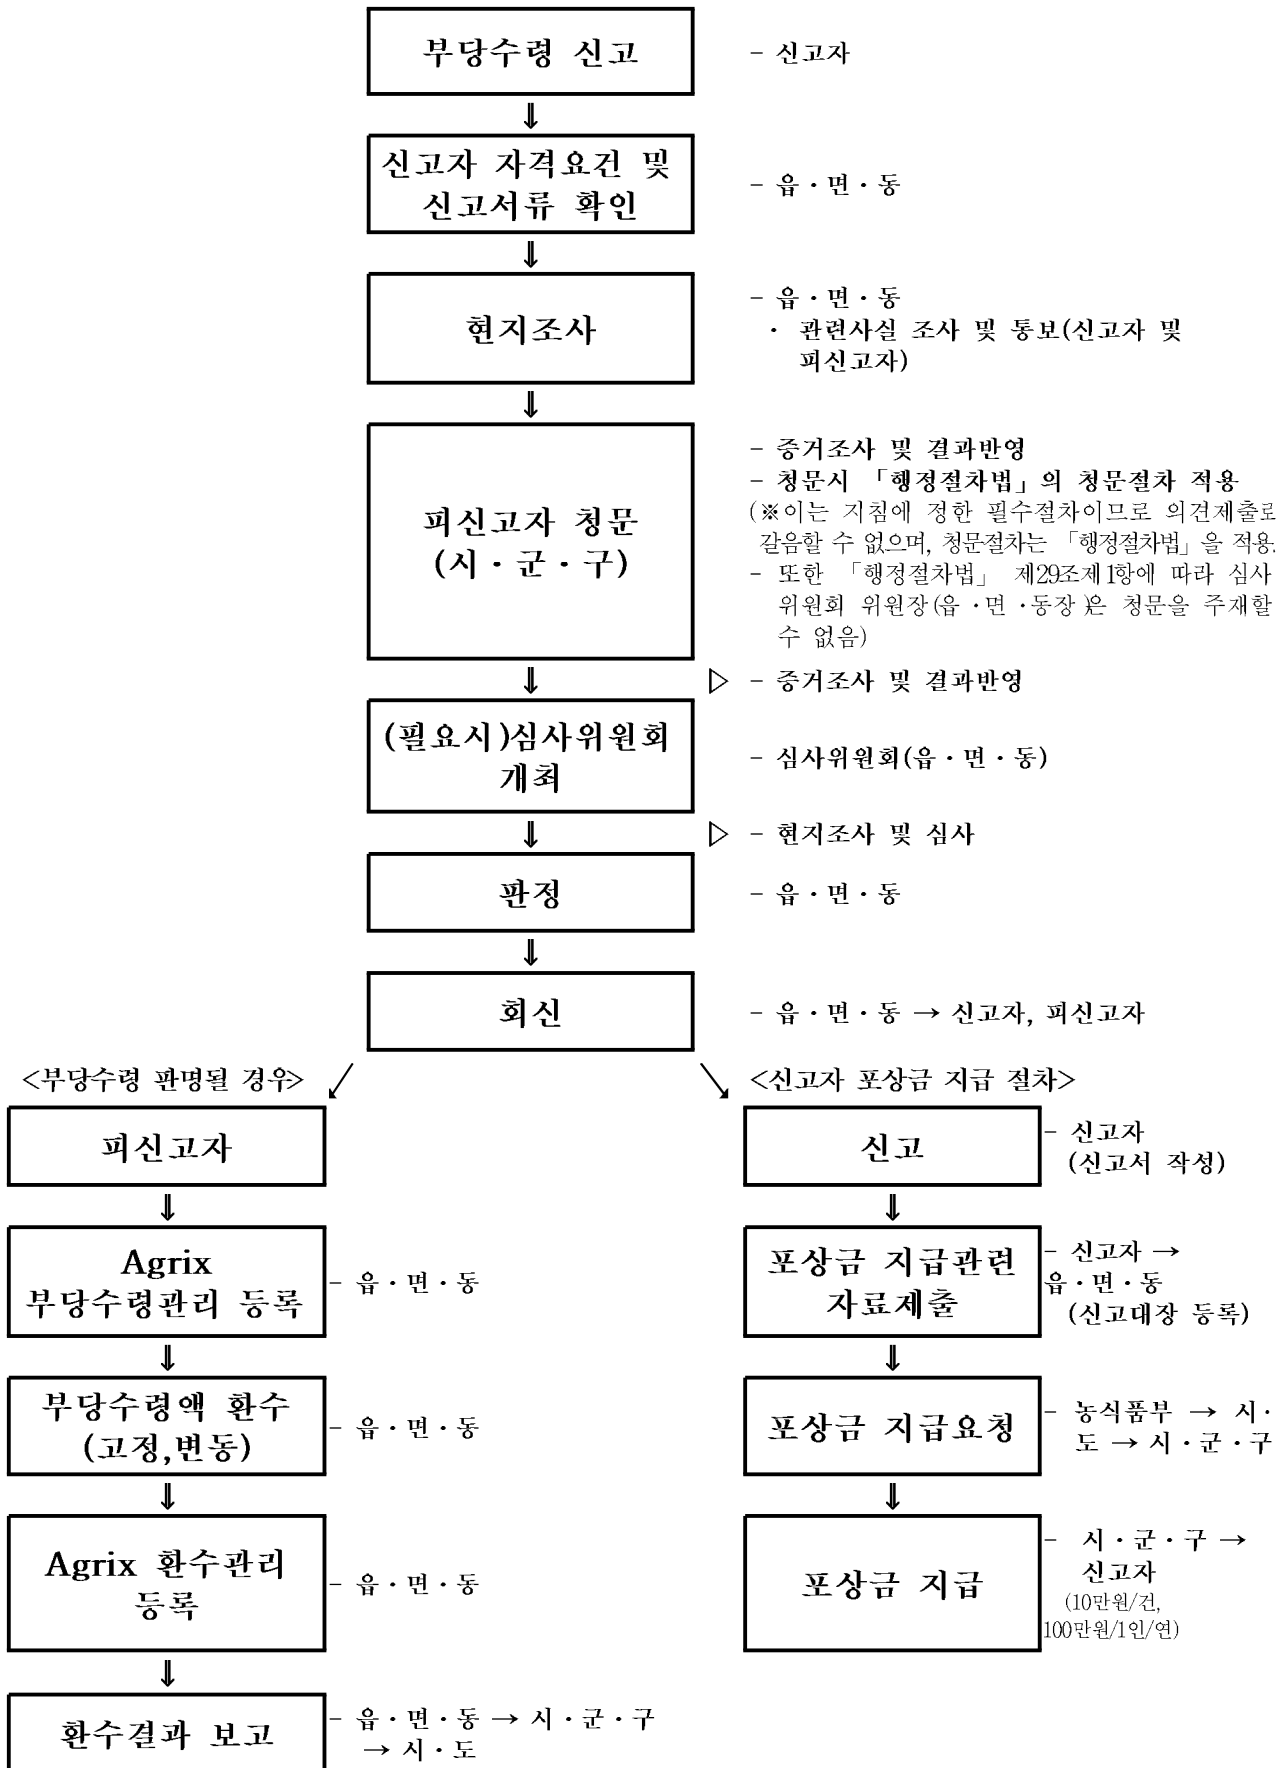 부당수령 신고
- 신고자
⇓
신고자 자격요건 및
신고서류 확인
- 읍·면·동
⇓
현지조사
- 읍·면·동
· 관련사실 조사 및 통보(신고자 및
피신고자)
⇓
피신고자 청문
(시·군·구)
- 증거조사 및 결과반영
- 청문시 「행정절차법」의 청문절차 적용
(※이는 지침에 정한 필수절차이므로 의견제출로
갈음할 수 없으며, 청문절차는 「행정절차법」을 적용.
- 또한 「행정절차법」 제29조제1항에 따라 심사
위원회 위원장(읍·면·동장)은 청문을 주재할
수 없음)
⇓
▷ - 증거조사 및 결과반영
(필요시)심사위원회
개최
- 심사위원회(읍·면·동)
⇓
▷ - 현지조사 및 심사
판정
- 읍·면·동
⇓
회신
- 읍·면·동 → 신고자, 피신고자
<부당수령 판명될 경우>
↙
피신고자
⇓
Agrix
부당수령관리 등록
- 읍·면·동
⇓
부당수령액 환수
(고정,변동)
- 읍·면·동
⇓
Agrix 환수관리
등록
- 읍·면·동
⇓
환수결과 보고
- 읍·면·동 → 시·군·구
→ 시·도
↘
<신고자 포상금 지급 절차>
신고
- 신고자
(신고서 작성)
⇓
포상금 지급관련
자료제출
- 신고자 →
읍·면·동
(신고대장 등록)
⇓
포상금 지급요청
- 농식품부 → 시·
도 → 시·군·구
⇓
포상금 지급
- 시·군·구 →
신고자
(10만원/건,
100만원/1인/연)